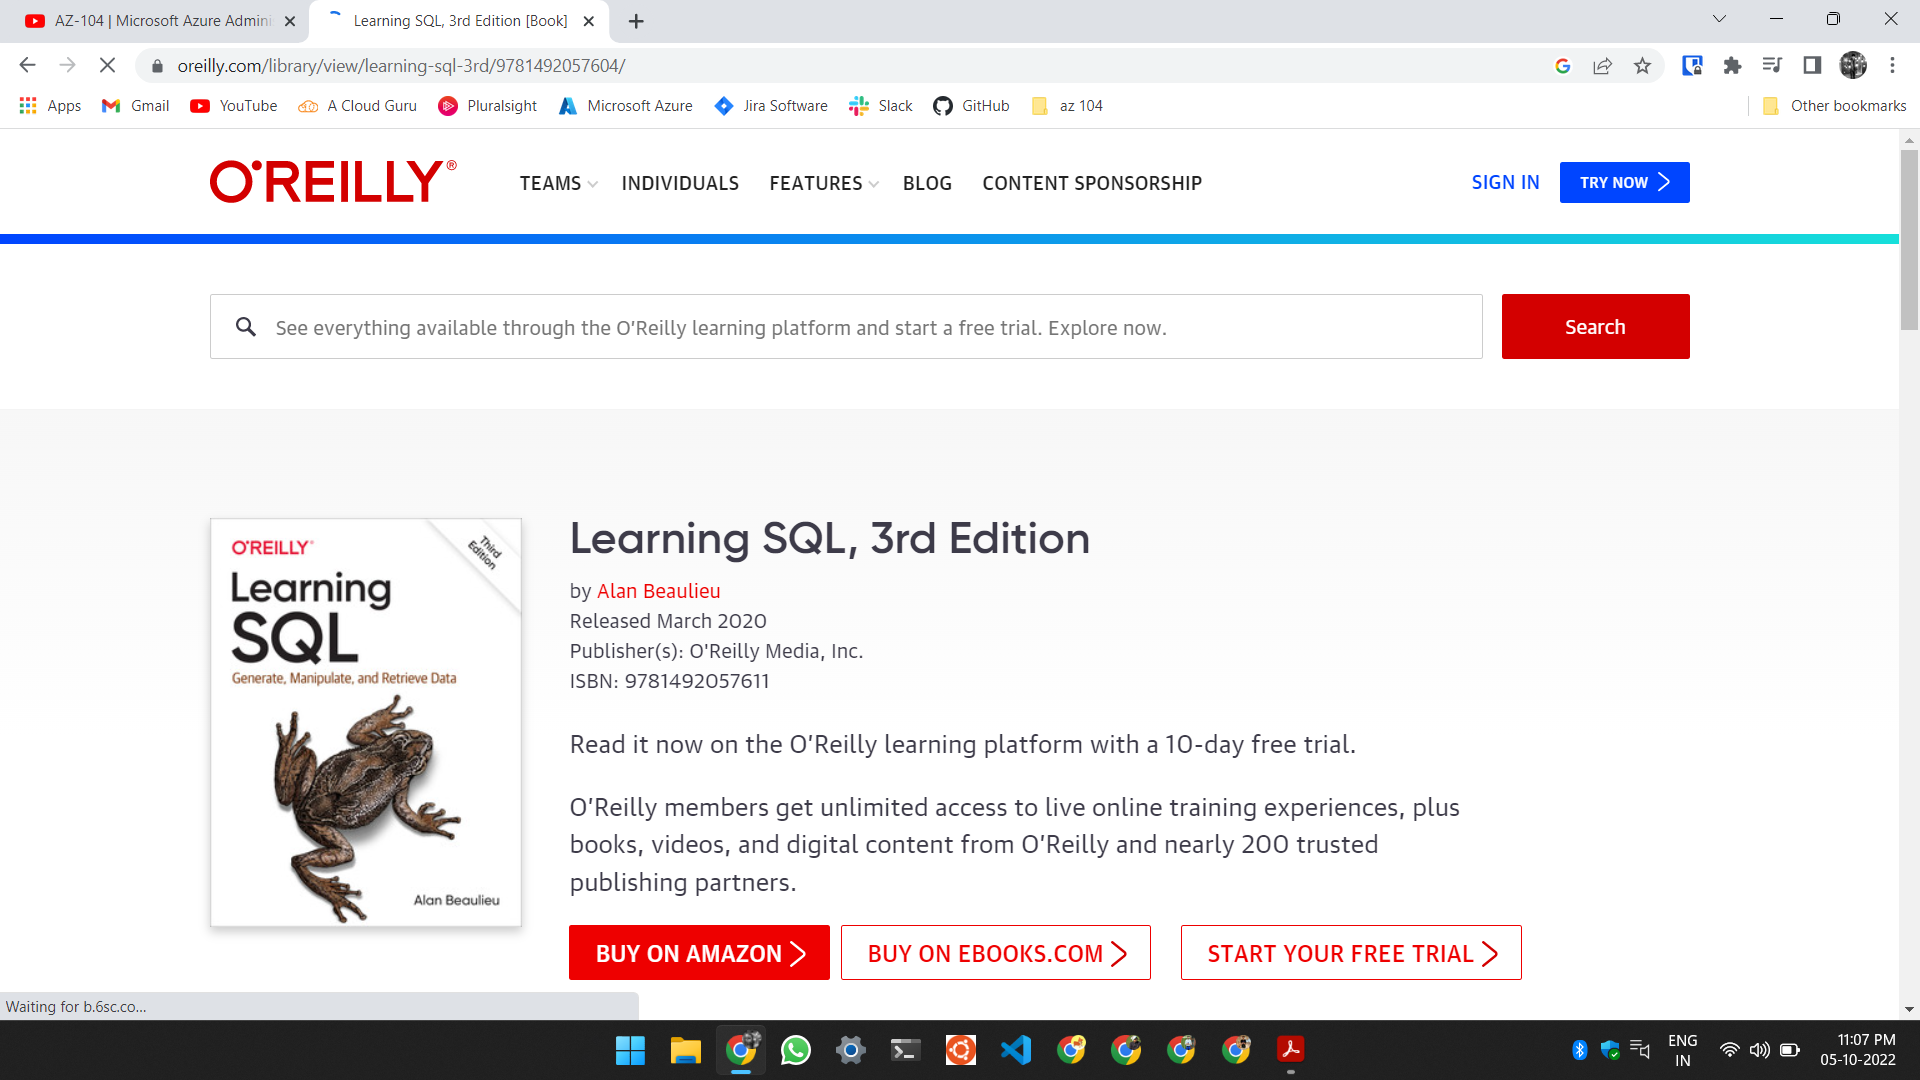 AZ-104 | Microsoft Azure Admini
Learning SQL, 3rd Edition [Book]
oreilly.com/library/view/learning-sql-3rd/9781492057604/
Apps
Gmail
YouTube
A Cloud Guru
Pluralsight
Microsoft Azure
Jira Software
Slack
GitHub
az 104
Other bookmarks
O'REILLY®
TEAMS
INDIVIDUALS
FEATURES
BLOG
CONTENT SPONSORSHIP
SIGN IN
TRY NOW
See everything available through the O’Reilly learning platform and start a free trial. Explore now.
Search
O'REILLY®
Third
Edition
Learning
SQL
Generate, Manipulate, and Retrieve Data
Alan Beaulieu
Learning SQL, 3rd Edition
by Alan Beaulieu
Released March 2020
Publisher(s): O'Reilly Media, Inc.
ISBN: 9781492057611
Read it now on the O’Reilly learning platform with a 10-day free trial.
O’Reilly members get unlimited access to live online training experiences, plus
books, videos, and digital content from O’Reilly and nearly 200 trusted
publishing partners.
BUY ON AMAZON
BUY ON EBOOKS.COM
START YOUR FREE TRIAL
Waiting for b.6sc.co...
ENG
IN
11:07 PM
05-10-2022